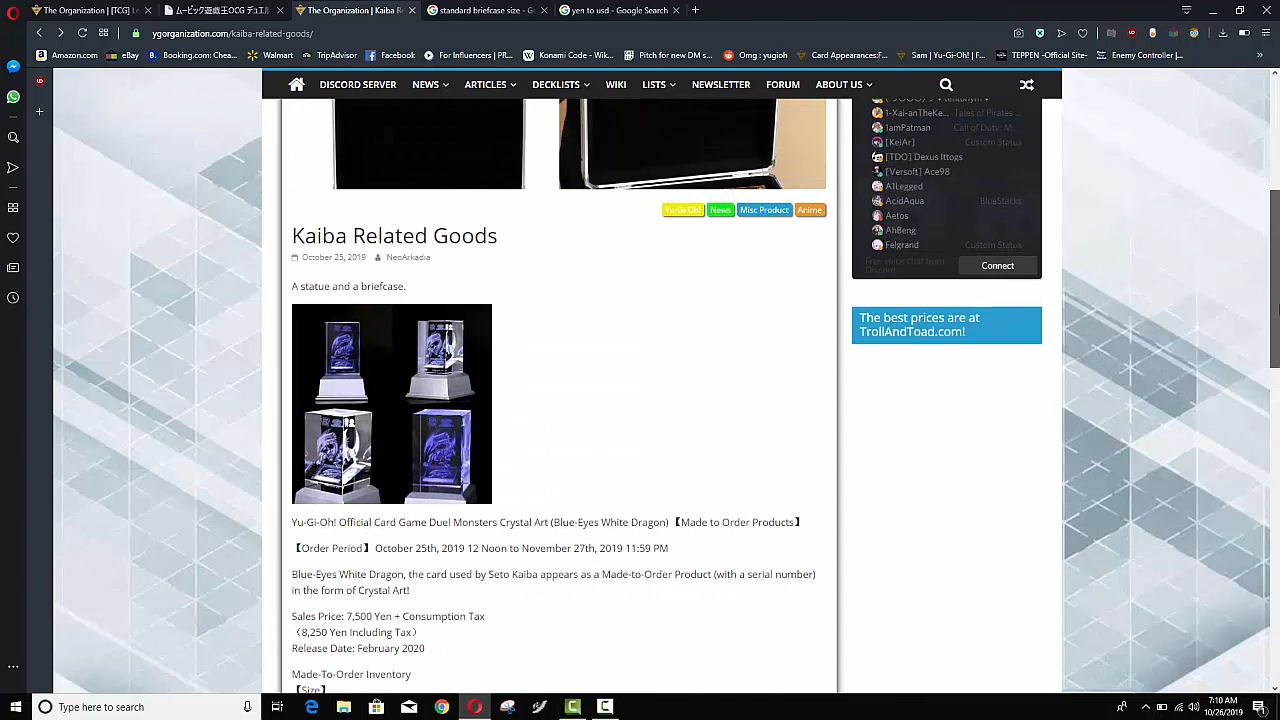 The Organization | [TCG] L
ムービック遊戯王OCG デュエル
The Organization | Kaiba Re
standard briefcase size - Goog
yen to usd - Google Search
ygorganization.com/kaiba-related-goods/
Amazon.com
eBay
Booking.com: Chea...
Walmart
TripAdvisor
Facebook
For Influencers | PR...
Konami Code - Wik...
Pitch for new DM s...
Omg : yugioh
Card Appearances:F...
Sam | Yu-Gi-Oh! | F...
TEPPEN -Official Site-
Enemy Controller |...
DISCORD SERVER
NEWS
ARTICLES
DECKLISTS
WIKI
LISTS
NEWSLETTER
FORUM
ABOUT US
1-Xai-anTheKe... Tales of Pirates ...
1amPatman Call of Duty: M...
[KeiAr] Custom Status
[TDO] Dexus Ittogs
[Versoft] Ace98
A1Legged
AcidAqua BlueStacks
Aetos
AhBeng
Felgrand Custom Status
Free voice chat from
Discord
Connect
Yu-Gi-Oh!
News
Misc Product
Anime
Kaiba Related Goods
October 25, 2019 NeoArkadia
A statue and a briefcase.
The best prices are at
TrollAndToad.com!
Yu-Gi-Oh! Official Card Game Duel Monsters Crystal Art (Blue-Eyes White Dragon) 【Made to Order Products】
【Order Period】 October 25th, 2019 12 Noon to November 27th, 2019 11:59 PM
Blue-Eyes White Dragon, the card used by Seto Kaiba appears as a Made-to-Order Product (with a serial number)
in the form of Crystal Art!
Sales Price: 7,500 Yen + Consumption Tax
（8,250 Yen Including Tax）
Release Date: February 2020
Made-To-Order Inventory
【Size】
Type here to search
7:10 AM
10/26/2019